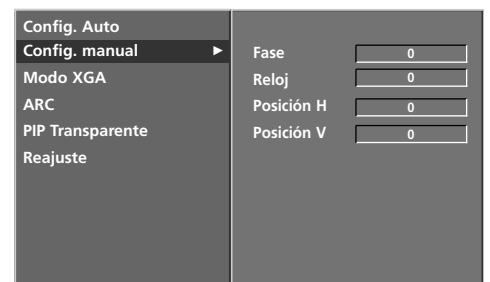 Config. Auto
Config. manual ►
Modo XGA
ARC
PIP Transparente
Reajuste
Fase 0
Reloj 0
Posición H 0
Posición V 0